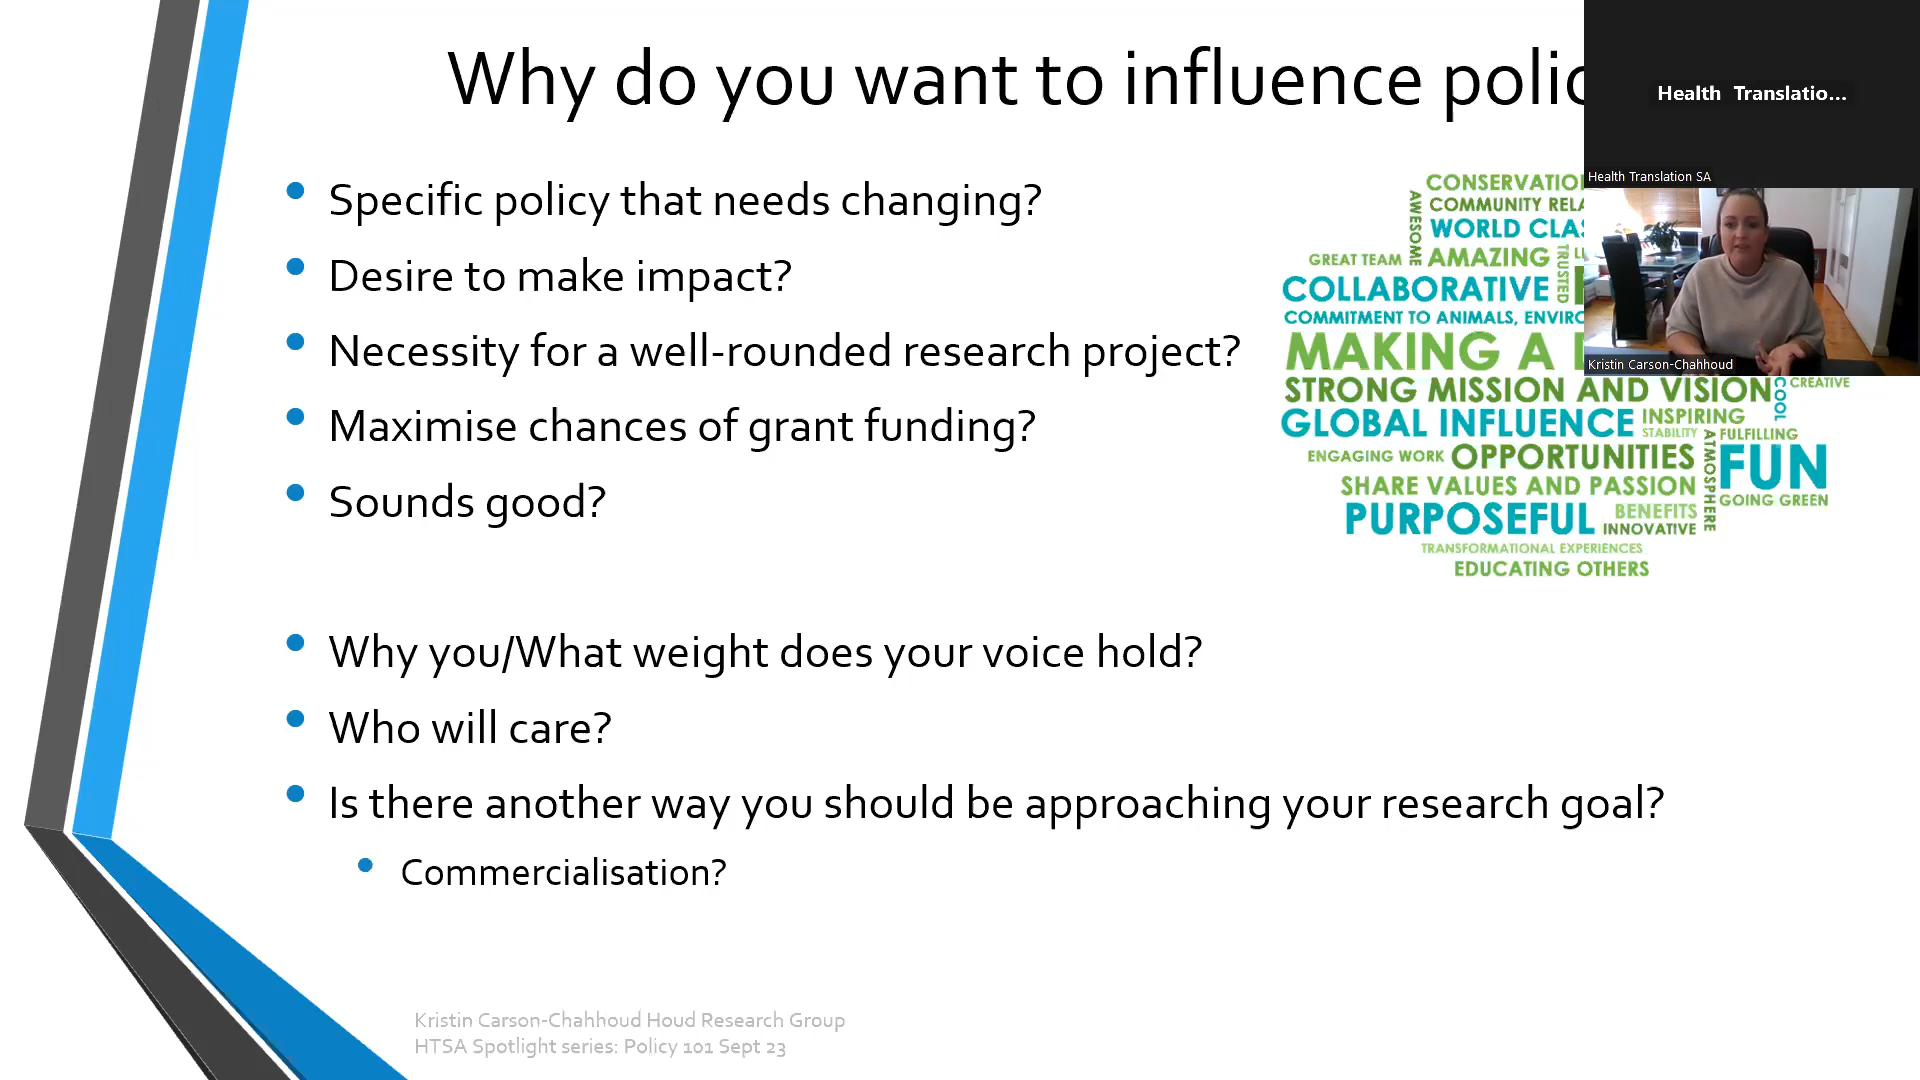 Why do you want to influence
Specific policy that needs changing?
Desire to make impact?
Necessity for a well-rounded research project?
Maximise chances of grant funding?
Sounds good?
Why you/What weight does your voice hold?
Who will care?
Is there another way you should be approaching your research goal?
Commercialisation?
Kristin Carson-Chahhoud Houd Research Group
HTSA Spotlight series: Policy 101 Sept 23
Health Translatio...
Health Translation SA
Kristin Carson-Chahhoud
COMMUNITY
AWESOME
WORLD
GREAT TEAM
AMAZING
TRUSTED
COLLABORATIVE
COMMITMENT TO ANIMALS,
MAKING A
STRONG MISSION AND VISION
COOL
CREATIVE
GLOBAL INFLUENCE
INSPIRING
STABILITY
FULFILLING
ENGAGING WORK
OPPORTUNITIES
ATMOSPHERE
FUN
SHARE VALUES AND PASSION
GOING GREEN
PURPOSEFUL
BENEFITS
INNOVATIVE
TRANSFORMATIONAL EXPERIENCES
EDUCATING OTHERS